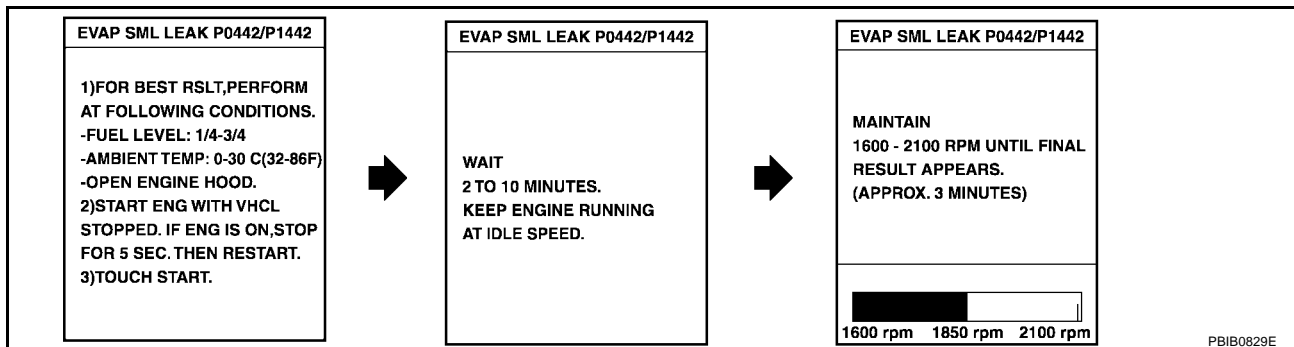 EVAP SML LEAK P0442/P1442
1)FOR BEST RSLT,PERFORM
AT FOLLOWING CONDITIONS.
-FUEL LEVEL: 1/4-3/4
-AMBIENT TEMP: 0-30 C(32-86F)
-OPEN ENGINE HOOD.
2)START ENG WITH VHCL
STOPPED. IF ENG IS ON,STOP
FOR 5 SEC. THEN RESTART.
3)TOUCH START.
EVAP SML LEAK P0442/P1442
WAIT
2 TO 10 MINUTES.
KEEP ENGINE RUNNING
AT IDLE SPEED.
EVAP SML LEAK P0442/P1442
MAINTAIN
1600 - 2100 RPM UNTIL FINAL
RESULT APPEARS.
(APPROX. 3 MINUTES)
1600 rpm 1850 rpm 2100 rpm
PBIB0829E